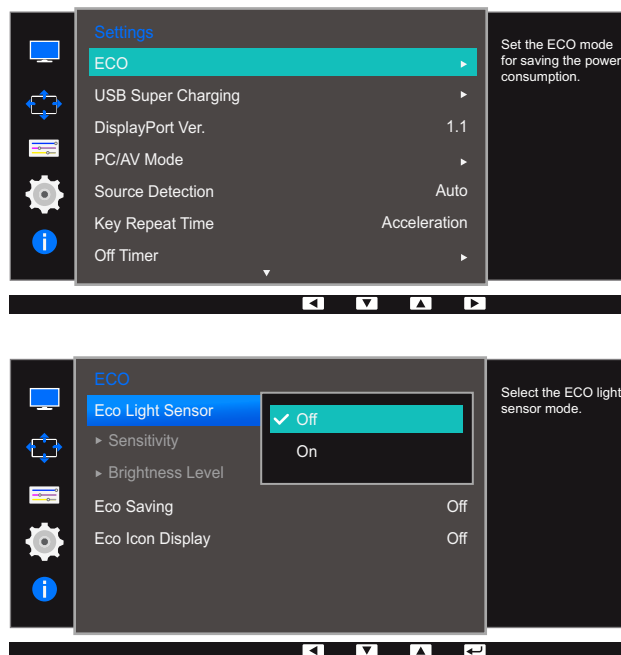 Settings
ECO
Set the ECO mode
for saving the power
consumption.
USB Super Charging
DisplayPort Ver. 1.1
PC/AV Mode
Source Detection Auto
Key Repeat Time Acceleration
Off Timer
ECO
Eco Light Sensor
Off
On
Select the ECO light
sensor mode.
Sensitivity
Brightness Level
Eco Saving Off
Eco Icon Display Off